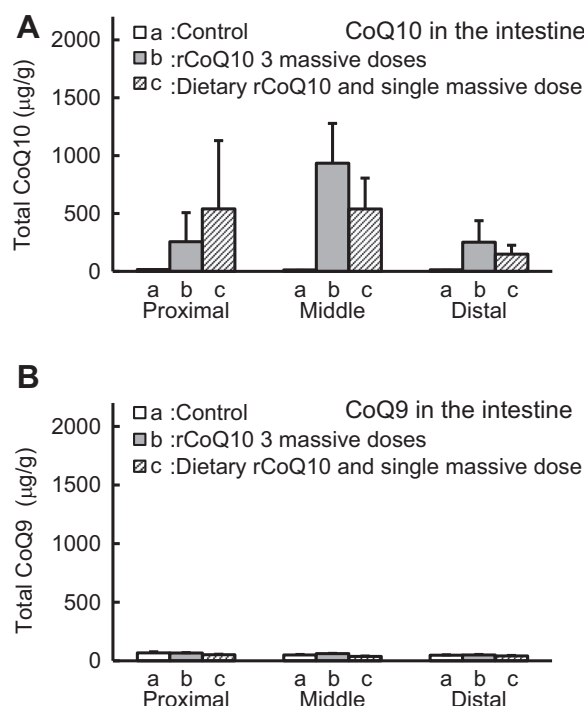 A
CoQ10 in the intestine
a :Control
b :rCoQ10 3 massive doses
c :Dietary rCoQ10 and single massive dose
Total CoQ10 (μg/g)
2000
1500
1000
500
0
a b c a b c a b c
Proximal Middle Distal
B
CoQ9 in the intestine
a :Control
b :rCoQ10 3 massive doses
c :Dietary rCoQ10 and single massive dose
Total CoQ9 (μg/g)
2000
1500
1000
500
0
a b c a b c a b c
Proximal Middle Distal